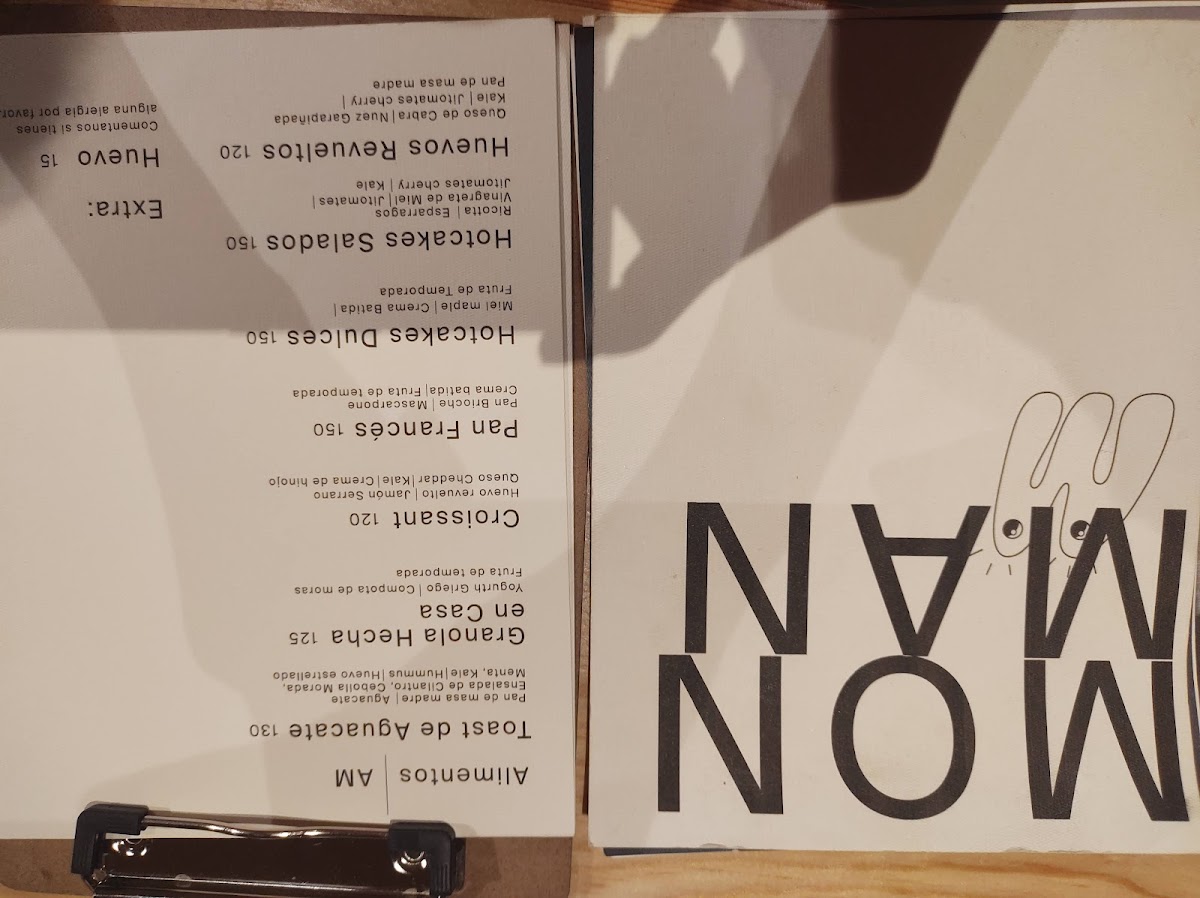 Alimentos | AM
Toast de Aguacate 130
Pan de masa madre| Aguacate
Ensalada de Cilantro, Cebolla Morada,
Menta, Kale|Hummus |Huevo estrellado
Granola Hecha 125
en Casa
Yogurth Griego | Compota de moras
Fruta de temporada
Croissant 120
Huevo revuelto | Jamón Serrano
Queso Cheddar|Kale|Crema de hinojo
Pan Francés 150
Pan Brioche | Mascarpone
Crema batida| Fruta de temporada
Hotcakes Dulces 150
Miel maple| Crema Batida|
Fruta de Temporada
Hotcakes Salados 150
Ricotta | Esparragos
Vinagreta de Miel| Jitomates |
Jitomates cherry | Kale
Huevos Revueltos 120
Queso de Cabra| Nuez Garapiñada
Kale | Jitomates cherry |
Pan de masa madre
Extra:
Huevo 15
Comentanos si tienes
alguna alergia por favor.
MON
MAN